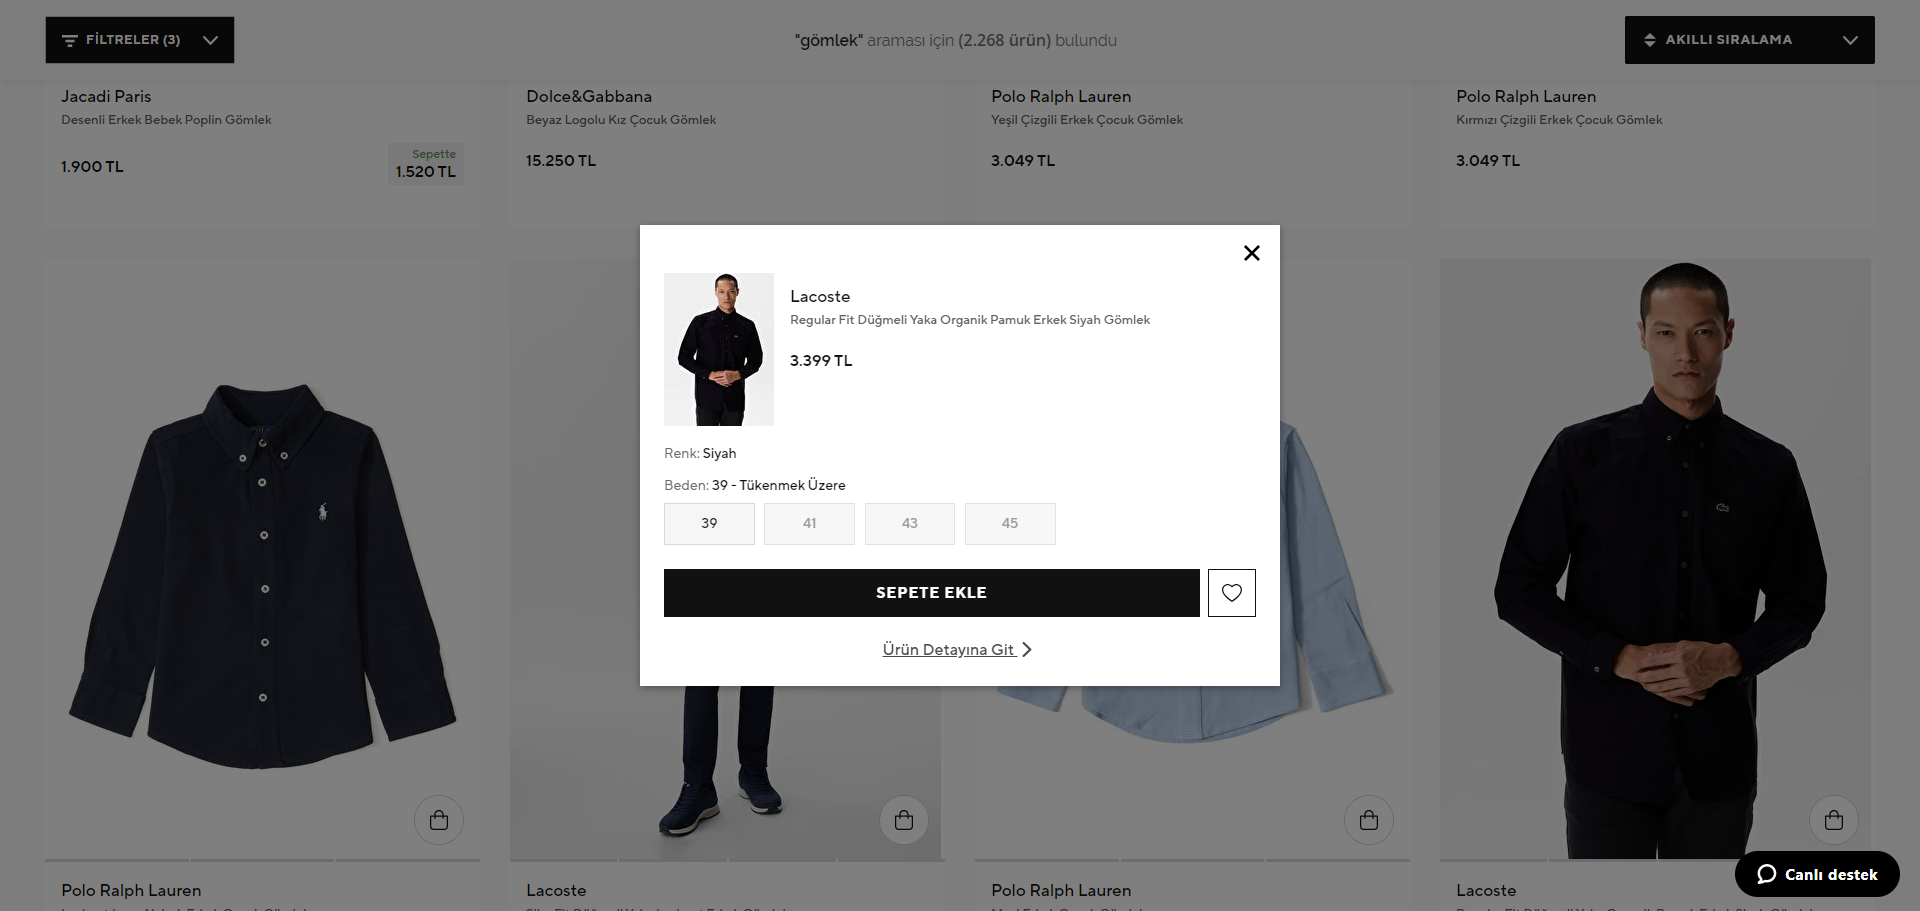 FİLTRELER (3)
"gömlek" araması için (2.268 ürün) bulundu
AKILLI SIRALAMA
Jacadi Paris
Desenli Erkek Bebek Poplin Gömlek
1.900 TL
Sepette
1.520 TL
Dolce&Gabbana
Beyaz Logolu Kız Çocuk Gömlek
15.250 TL
Polo Ralph Lauren
Yeşil Çizgili Erkek Çocuk Gömlek
3.049 TL
Polo Ralph Lauren
Kırmızı Çizgili Erkek Çocuk Gömlek
3.049 TL
Lacoste
Regular Fit Düğmeli Yaka Organik Pamuk Erkek Siyah Gömlek
3.399 TL
Renk: Siyah
Beden: 39 - Tükenmek Üzere
39
41
43
45
SEPETE EKLE
Ürün Detayına Git
Polo Ralph Lauren
Lacoste
Polo Ralph Lauren
Lacoste
Canlı destek